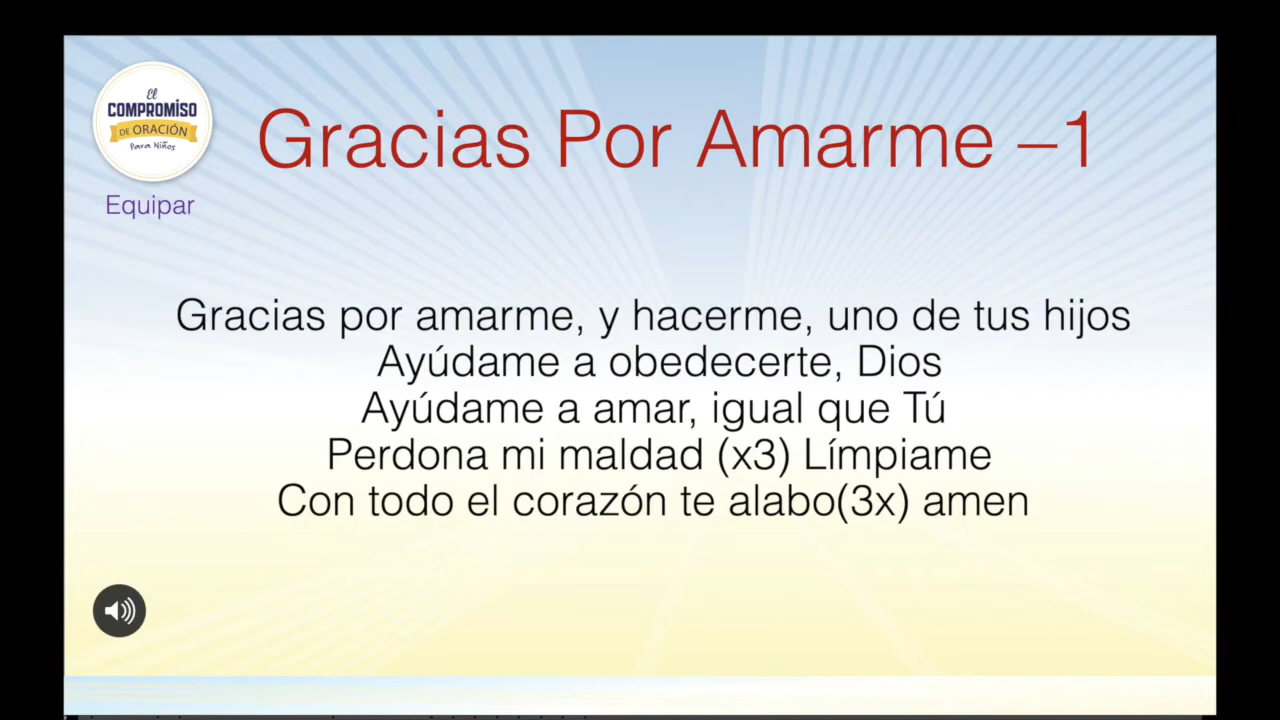 El
COMPROMISO
DE ORACIÓN
Para Niños
Equipar
Gracias Por Amarme –1
Gracias por amarme, y hacerme, uno de tus hijos
Ayúdame a obedecerte, Dios
Ayúdame a amar, igual que Tú
Perdona mi maldad (x3) Límpiame
Con todo el corazón te alabo(3x) amen